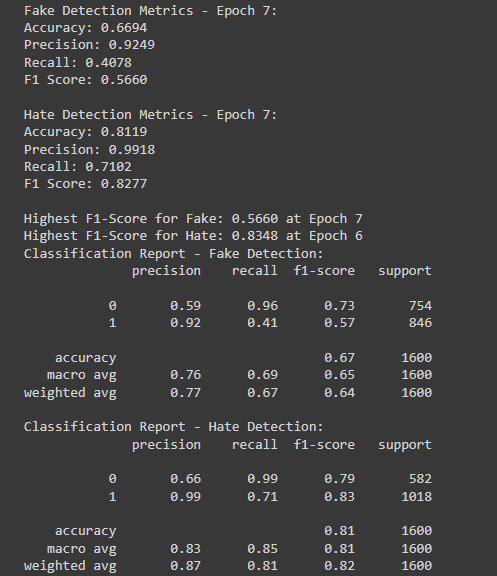 Fake Detection Metrics - Epoch 7:
Accuracy: 0.6694
Precision: 0.9249
Recall: 0.4078
F1 Score: 0.5660

Hate Detection Metrics - Epoch 7:
Accuracy: 0.8119
Precision: 0.9918
Recall: 0.7102
F1 Score: 0.8277

Highest F1-Score for Fake: 0.5660 at Epoch 7
Highest F1-Score for Hate: 0.8348 at Epoch 6
Classification Report - Fake Detection:
precision recall f1-score support

0 0.59 0.96 0.73 754
1 0.92 0.41 0.57 846

accuracy 0.67 1600
macro avg 0.76 0.69 0.65 1600
weighted avg 0.77 0.67 0.64 1600

Classification Report - Hate Detection:
precision recall f1-score support

0 0.66 0.99 0.79 582
1 0.99 0.71 0.83 1018

accuracy 0.81 1600
macro avg 0.83 0.85 0.81 1600
weighted avg 0.87 0.81 0.82 1600